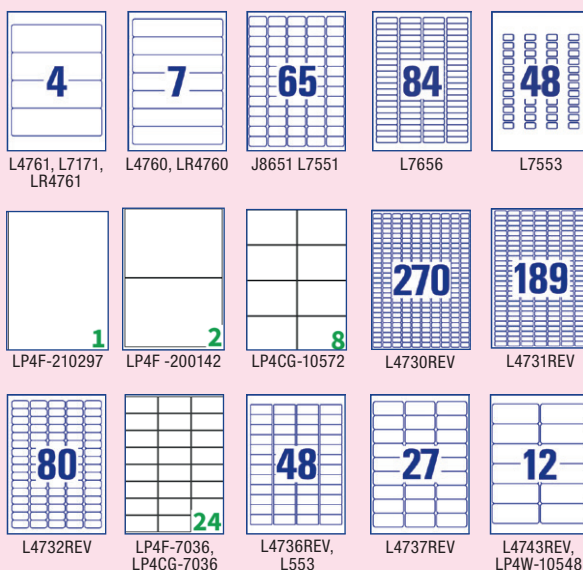 4
7
65
84
48
L4761, L7171,
LR4761
L4760, LR4760
J8651 L7551
L7656
L7553
1
2
8
270
189
LP4F-210297
LP4F -200142
LP4CG-10572
L4730REV
L4731REV
80
24
48
27
12
L4732REV
LP4F-7036,
LP4CG-7036
L4736REV,
L553
L4737REV
L4743REV,
LP4W-10548